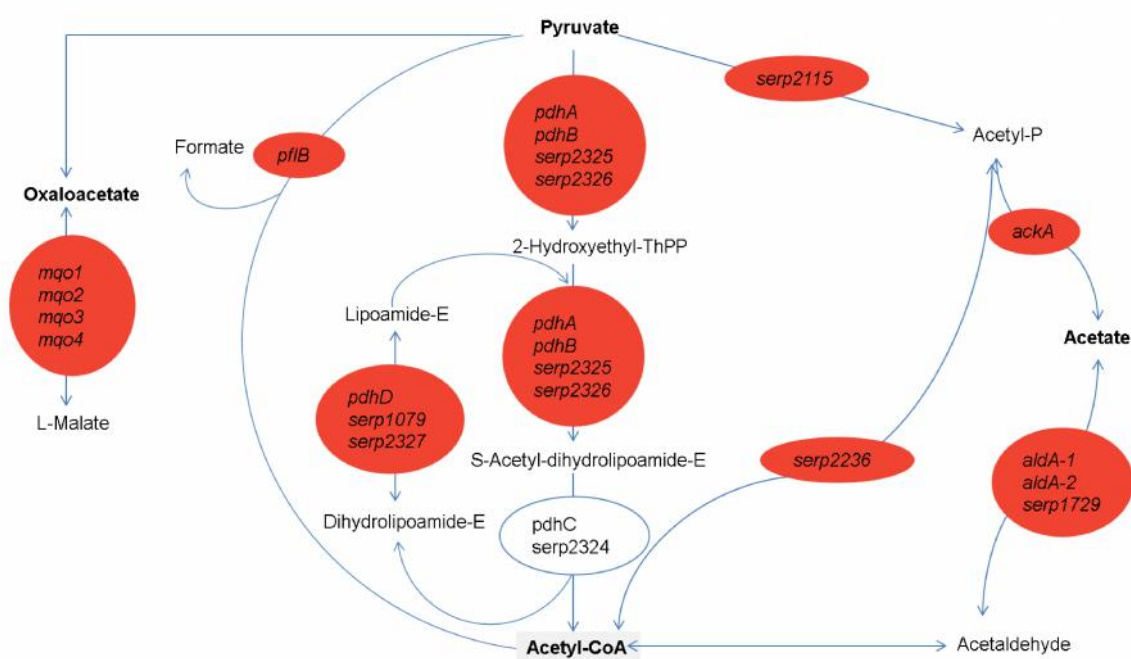 Pyruvate
serp2115
pdhA
pdhB
serp2325
serp2326
Acetyl-P
Formate
pflB
Oxaloacetate
ackA
2-Hydroxyethyl-ThPP
mqo1
mqo2
mqo3
mqo4
Lipoamide-E
pdhA
pdhB
serp2325
serp2326
Acetate
pdhD
serp1079
serp2327
L-Malate
S-Acetyl-dihydrolipoamide-E
serp2236
aldA-1
aldA-2
serp1729
Dihydrolipoamide-E
pdhC
serp2324
Acetyl-CoA
Acetaldehyde